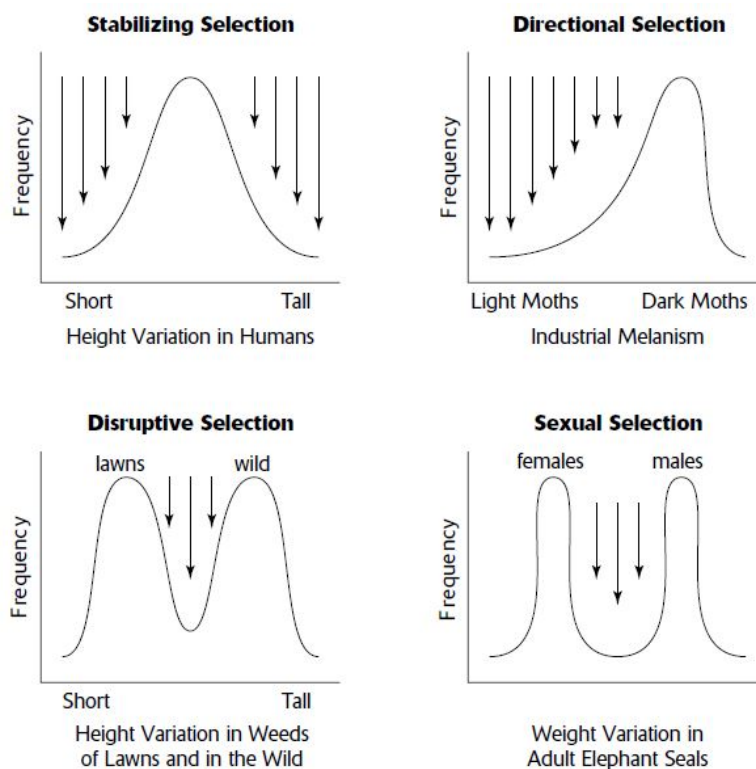 Stabilizing Selection
Frequency
Short Tall
Height Variation in Humans
Directional Selection
Frequency
Light Moths Dark Moths
Industrial Melanism
Disruptive Selection
lawns wild
Frequency
Short Tall
Height Variation in Weeds
of Lawns and in the Wild
Sexual Selection
females males
Frequency
Weight Variation in
Adult Elephant Seals